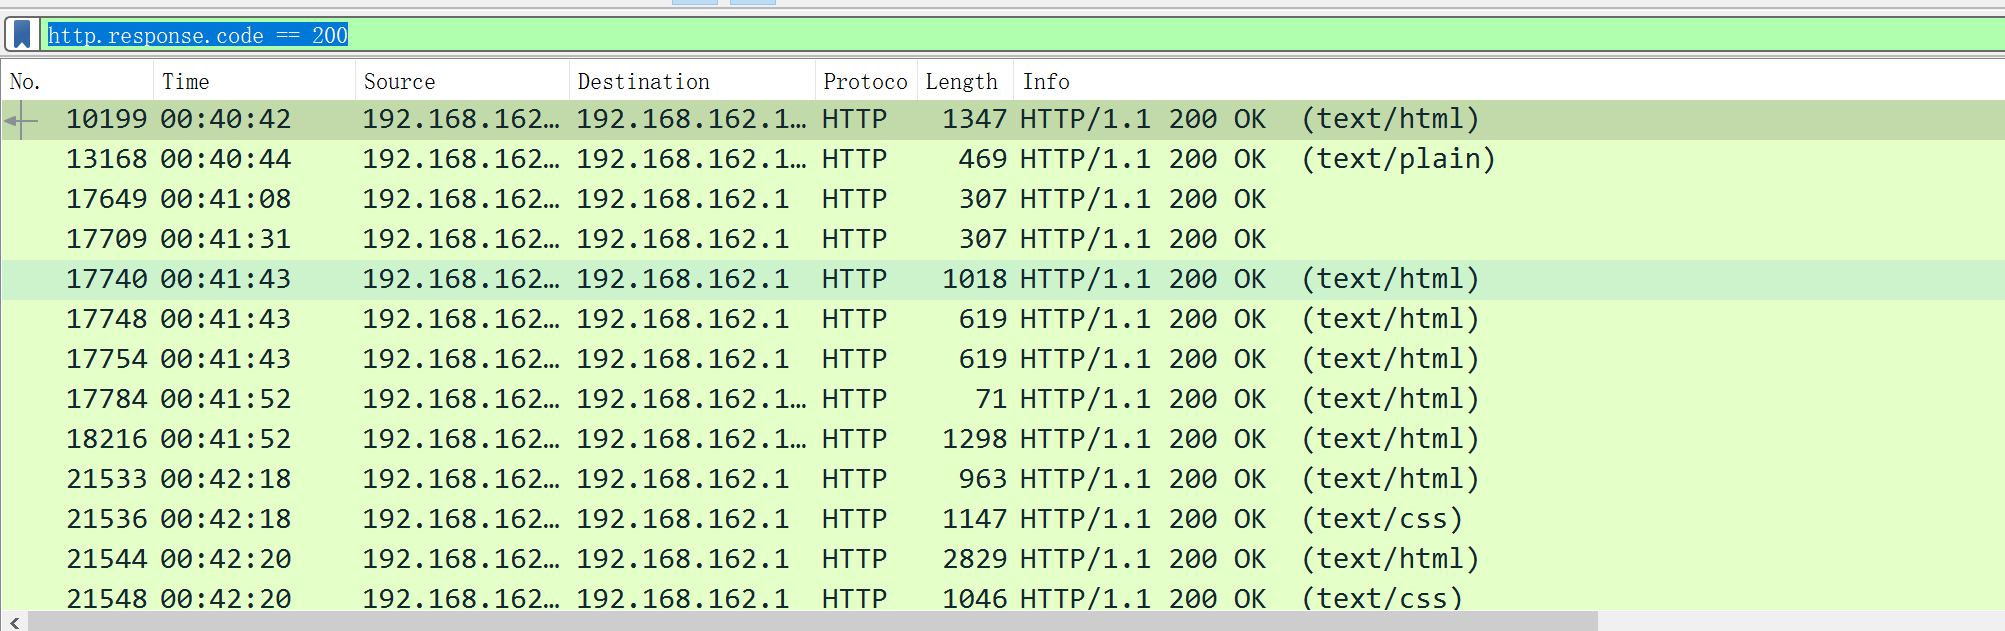 http.response.code == 200
No. Time Source Destination Protoco Length Info
10199 00:40:42 192.168.162… 192.168.162.1… HTTP 1347 HTTP/1.1 200 OK (text/html)
13168 00:40:44 192.168.162… 192.168.162.1… HTTP 469 HTTP/1.1 200 OK (text/plain)
17649 00:41:08 192.168.162… 192.168.162.1 HTTP 307 HTTP/1.1 200 OK
17709 00:41:31 192.168.162… 192.168.162.1 HTTP 307 HTTP/1.1 200 OK
17740 00:41:43 192.168.162… 192.168.162.1 HTTP 1018 HTTP/1.1 200 OK (text/html)
17748 00:41:43 192.168.162… 192.168.162.1 HTTP 619 HTTP/1.1 200 OK (text/html)
17754 00:41:43 192.168.162… 192.168.162.1 HTTP 619 HTTP/1.1 200 OK (text/html)
17784 00:41:52 192.168.162… 192.168.162.1… HTTP 71 HTTP/1.1 200 OK (text/html)
18216 00:41:52 192.168.162… 192.168.162.1… HTTP 1298 HTTP/1.1 200 OK (text/html)
21533 00:42:18 192.168.162… 192.168.162.1 HTTP 963 HTTP/1.1 200 OK (text/html)
21536 00:42:18 192.168.162… 192.168.162.1 HTTP 1147 HTTP/1.1 200 OK (text/css)
21544 00:42:20 192.168.162… 192.168.162.1 HTTP 2829 HTTP/1.1 200 OK (text/html)
21548 00:42:20 192.168.162… 192.168.162.1 HTTP 1046 HTTP/1.1 200 OK (text/css)